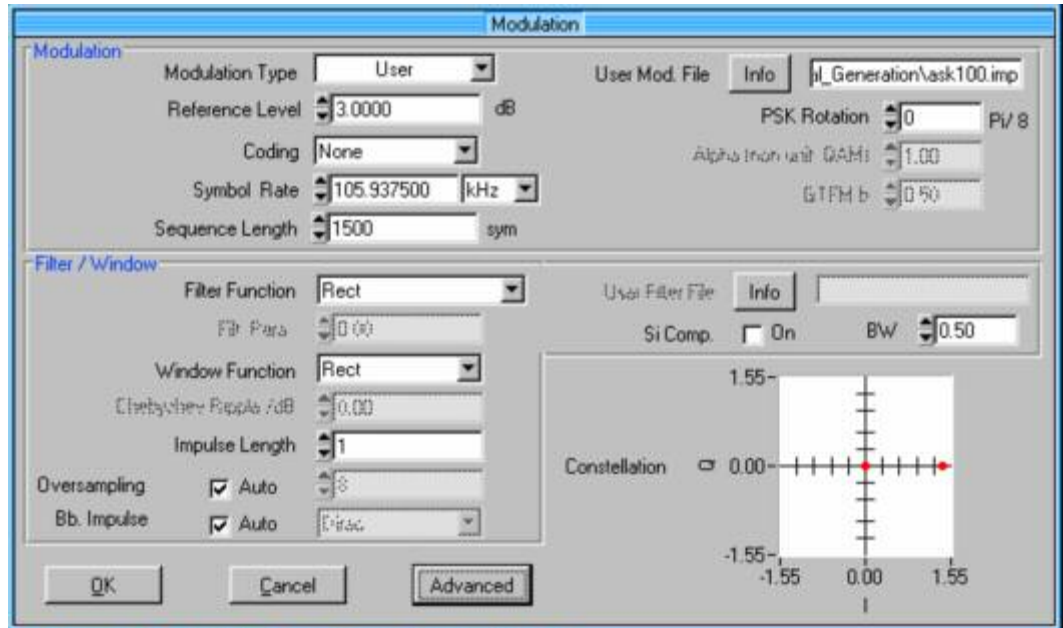 Modulation
Modulation
Modulation Type User
Reference Level 3.0000 dB
Coding None
Symbol Rate 105.937500 kHz
Sequence Length 1500 sym
User Mod. File Info al_Generation\ask100.imp
PSK Rotation 0 Pi/ 8
Alpha (non unif. QAM) 1.00
GTFM b 0.50
Filter / Window
Filter Function Rect
Filt. Para 0.00
Window Function Rect
Chebychev Ripple /dB 0.00
Impulse Length 1
Oversampling Auto 8
Bb. Impulse Auto Dirac
User Filter File Info
Si Comp. On BW 0.50
Constellation Q
1.55
0.00
-1.55
-1.55 0.00 1.55
I
OK Cancel Advanced